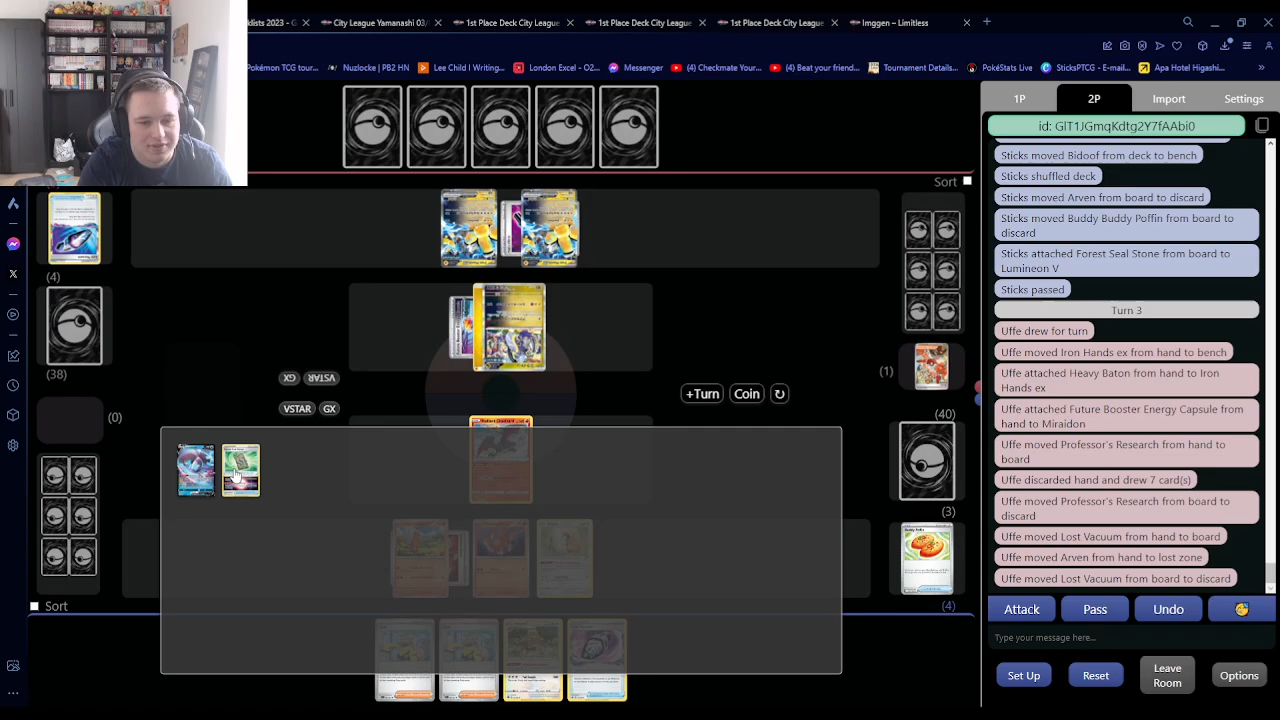 klists 2023 - G
City League Yamanashi 03/
1st Place Deck City League
1st Place Deck City League
1st Place Deck City League
Imggen – Limitless
Pokémon TCG tour...
Nuzlocke | PB2 HN
Lee Child I Writing...
London Excel - O2...
Messenger
(4) Checkmate Your...
(4) Beat your friend...
Tournament Details...
PokéStats Live
SticksPTCG - E-mail...
Apa Hotel Higashi...
1P
2P
Import
Settings
id: GlT1JGmqKdtg2Y7fAAbi0
Sticks moved Bidoof from deck to bench
Sticks shuffled deck
Sticks moved Arven from board to discard
Sticks moved Buddy Buddy Poffin from board to
discard
Sticks attached Forest Seal Stone from board to
Lumineon V
Sticks passed
Turn 3
Uffe drew for turn
Uffe moved Iron Hands ex from hand to bench
Uffe attached Heavy Baton from hand to Iron
Hands ex
Uffe attached Future Booster Energy Capsule from
hand to Miraidon
Uffe moved Professor's Research from hand to
board
Uffe discarded hand and drew 7 card(s)
Uffe moved Professor's Research from board to
discard
Uffe moved Lost Vacuum from hand to board
Uffe moved Arven from hand to lost zone
Uffe moved Lost Vacuum from board to discard
Attack
Pass
Undo
Type your message here...
Leave
Options
Sort
(4)
(38)
(0)
GX
VSTAR
VSTAR
GX
+Turn
Coin
(1)
(40)
(3)
(4)
Sort